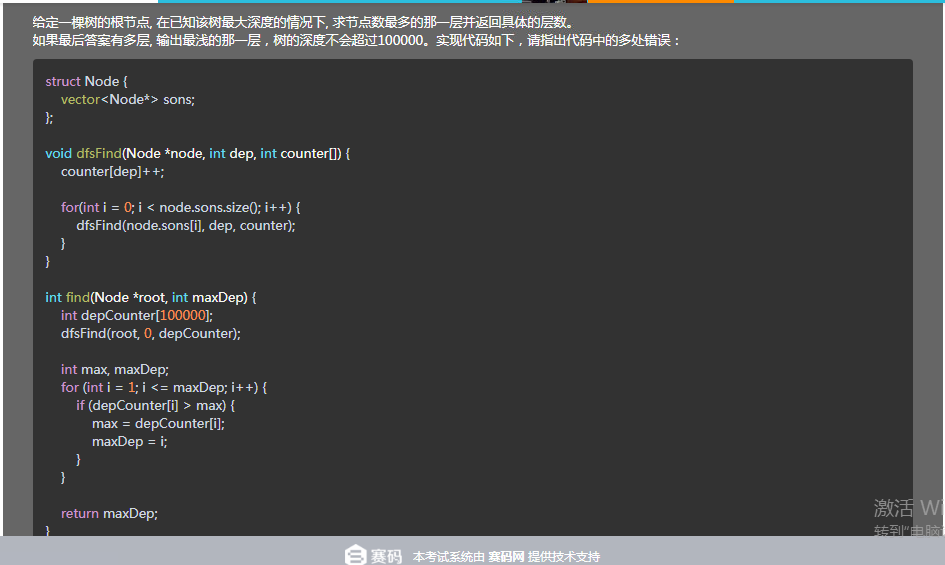 给定一棵树的根节点, 在已知该树最大深度的情况下, 求节点数最多的那一层并返回具体的层数。
如果最后答案有多层, 输出最浅的那一层，树的深度不会超过100000。实现代码如下，请指出代码中的多处错误：
struct Node {
vector<Node*> sons;
};
void dfsFind(Node *node, int dep, int counter[]) {
counter[dep]++;
for(int i = 0; i < node.sons.size(); i++) {
dfsFind(node.sons[i], dep, counter);
}
}
int find(Node *root, int maxDep) {
int depCounter[100000];
dfsFind(root, 0, depCounter);
int max, maxDep;
for (int i = 1; i <= maxDep; i++) {
if (depCounter[i] > max) {
max = depCounter[i];
maxDep = i;
}
}
return maxDep;
}
激活 Wi
转到"电脑
赛码 本考试系统由 赛码网 提供技术支持